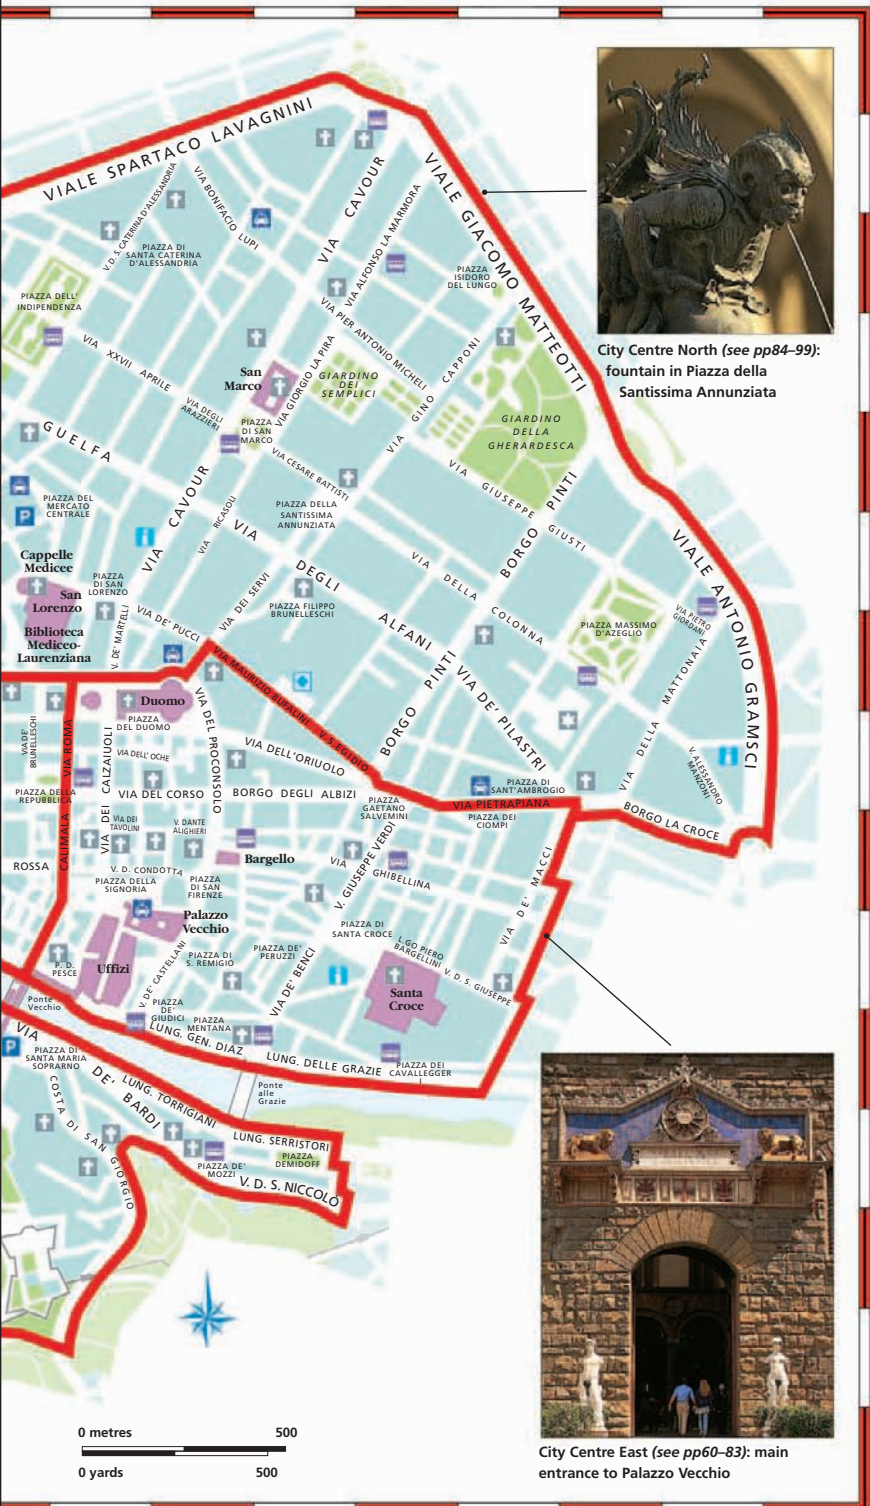 VIALE SPARTACO LAVAGNINI
VIA CAVOUR
VIALE GIACOMO MATTEOTTI
V.D. S. CATERINA D'ALESSANDRIA
VIA BONIFACIO LUPI
VIA ALFONSO LA MARMORA
PIAZZA DI
SANTA CATERINA
D'ALESSANDRIA
PIAZZA
ISIDORO
DEL LUNGO
PIAZZA DELL'
INDIPENDENZA
VIA PIER ANTONIO MICHELI
City Centre North (see pp84–99):
fountain in Piazza della
Santissima Annunziata
VIA XXVII APRILE
San
Marco
VIA GIORGIO LA PIRA
GIARDINO
DEI
SEMPLICI
VIA GINO CAPPONI
VIA DEGLI
ARAZZIERI
PIAZZA
DI SAN
MARCO
GIARDINO
DELLA
GHERARDESCA
GUELFA
VIA CESARE BATTISTI
VIA GIUSEPPE GIUSTI
PIAZZA DEL
MERCATO
CENTRALE
P
VIA CAVOUR
VIA RICASOLI
PIAZZA DELLA
SANTISSIMA
ANNUNZIATA
BORGO PINTI
VIALE ANTONIO GRAMSCI
Cappelle
Medicee
San
Lorenzo
Biblioteca
Mediceo-
Laurenziana
PIAZZA
DI SAN
LORENZO
V. DE' MARTELLI
VIA DE' PUCCI
VIA DEI SERVI
VIA DEGLI ALFANI
PIAZZA FILIPPO
BRUNELLESCHI
VIA DELLA COLONNA
PIAZZA MASSIMO
D'AZEGLIO
VIA PIETRO
GIORDANI
VIA MAURIZIO BUFALINI
V.S.EGIDIO
BORGO PINTI
VIA DE' PILASTRI
VIA DELLA MATTONAIA
V. ALESSANDRO
MANZONI
Duomo
PIAZZA
DEL DUOMO
VIA DE'
BRUNELLESCHI
VIA ROMA
VIA DEI CALZAIUOLI
VIA DELL' OCHE
VIA DEL PROCONSOLO
VIA DELL'ORIUOLO
PIAZZA DELLA
REPUBBLICA
VIA DEL CORSO
BORGO DEGLI ALBIZI
PIAZZA
GAETANO
SALVEMINI
PIAZZA DI
SANT'AMBROGIO
VIA PIETRAPIANA
PIAZZA DEI
CIOMPI
BORGO LA CROCE
CALIMALA
VIA DEI
TAVOLINI
V. DANTE
ALIGHIERI
Bargello
VIA GHIBELLINA
V. GIUSEPPE VERDI
VIA DE' MACCI
ROSSA
V. D. CONDOTTA
PIAZZA DELLA
SIGNORIA
PIAZZA
DI SAN
FIRENZE
Palazzo
Vecchio
PIAZZA DI
SANTA CROCE
L.GO PIERO
BARGELLINI
V. D. S. GIUSEPPE
P. D.
PESCE
Uffizi
V. DE' CASTELLANI
PIAZZA DI
S. REMIGIO
PIAZZA DE'
PERUZZI
VIA DE' BENCI
Santa
Croce
Ponte
Vecchio
PIAZZA
DE'
GIUDICI
PIAZZA
MENTANA
LUNG. GEN. DIAZ
LUNG. DELLE GRAZIE
PIAZZA DEI
CAVALLEGGER
P
VIA DE' BARDI
PIAZZA DI
SANTA MARIA
SOPRARNO
LUNG. TORRIGIANI
Ponte
alle
Grazie
COSTA DI SAN GIORGIO
LUNG. SERRISTORI
PIAZZA DE'
MOZZI
PIAZZA
DEMIDOFF
V. D. S. NICCOLO
City Centre East (see pp60–83): main
entrance to Palazzo Vecchio
0 metres 500
0 yards 500